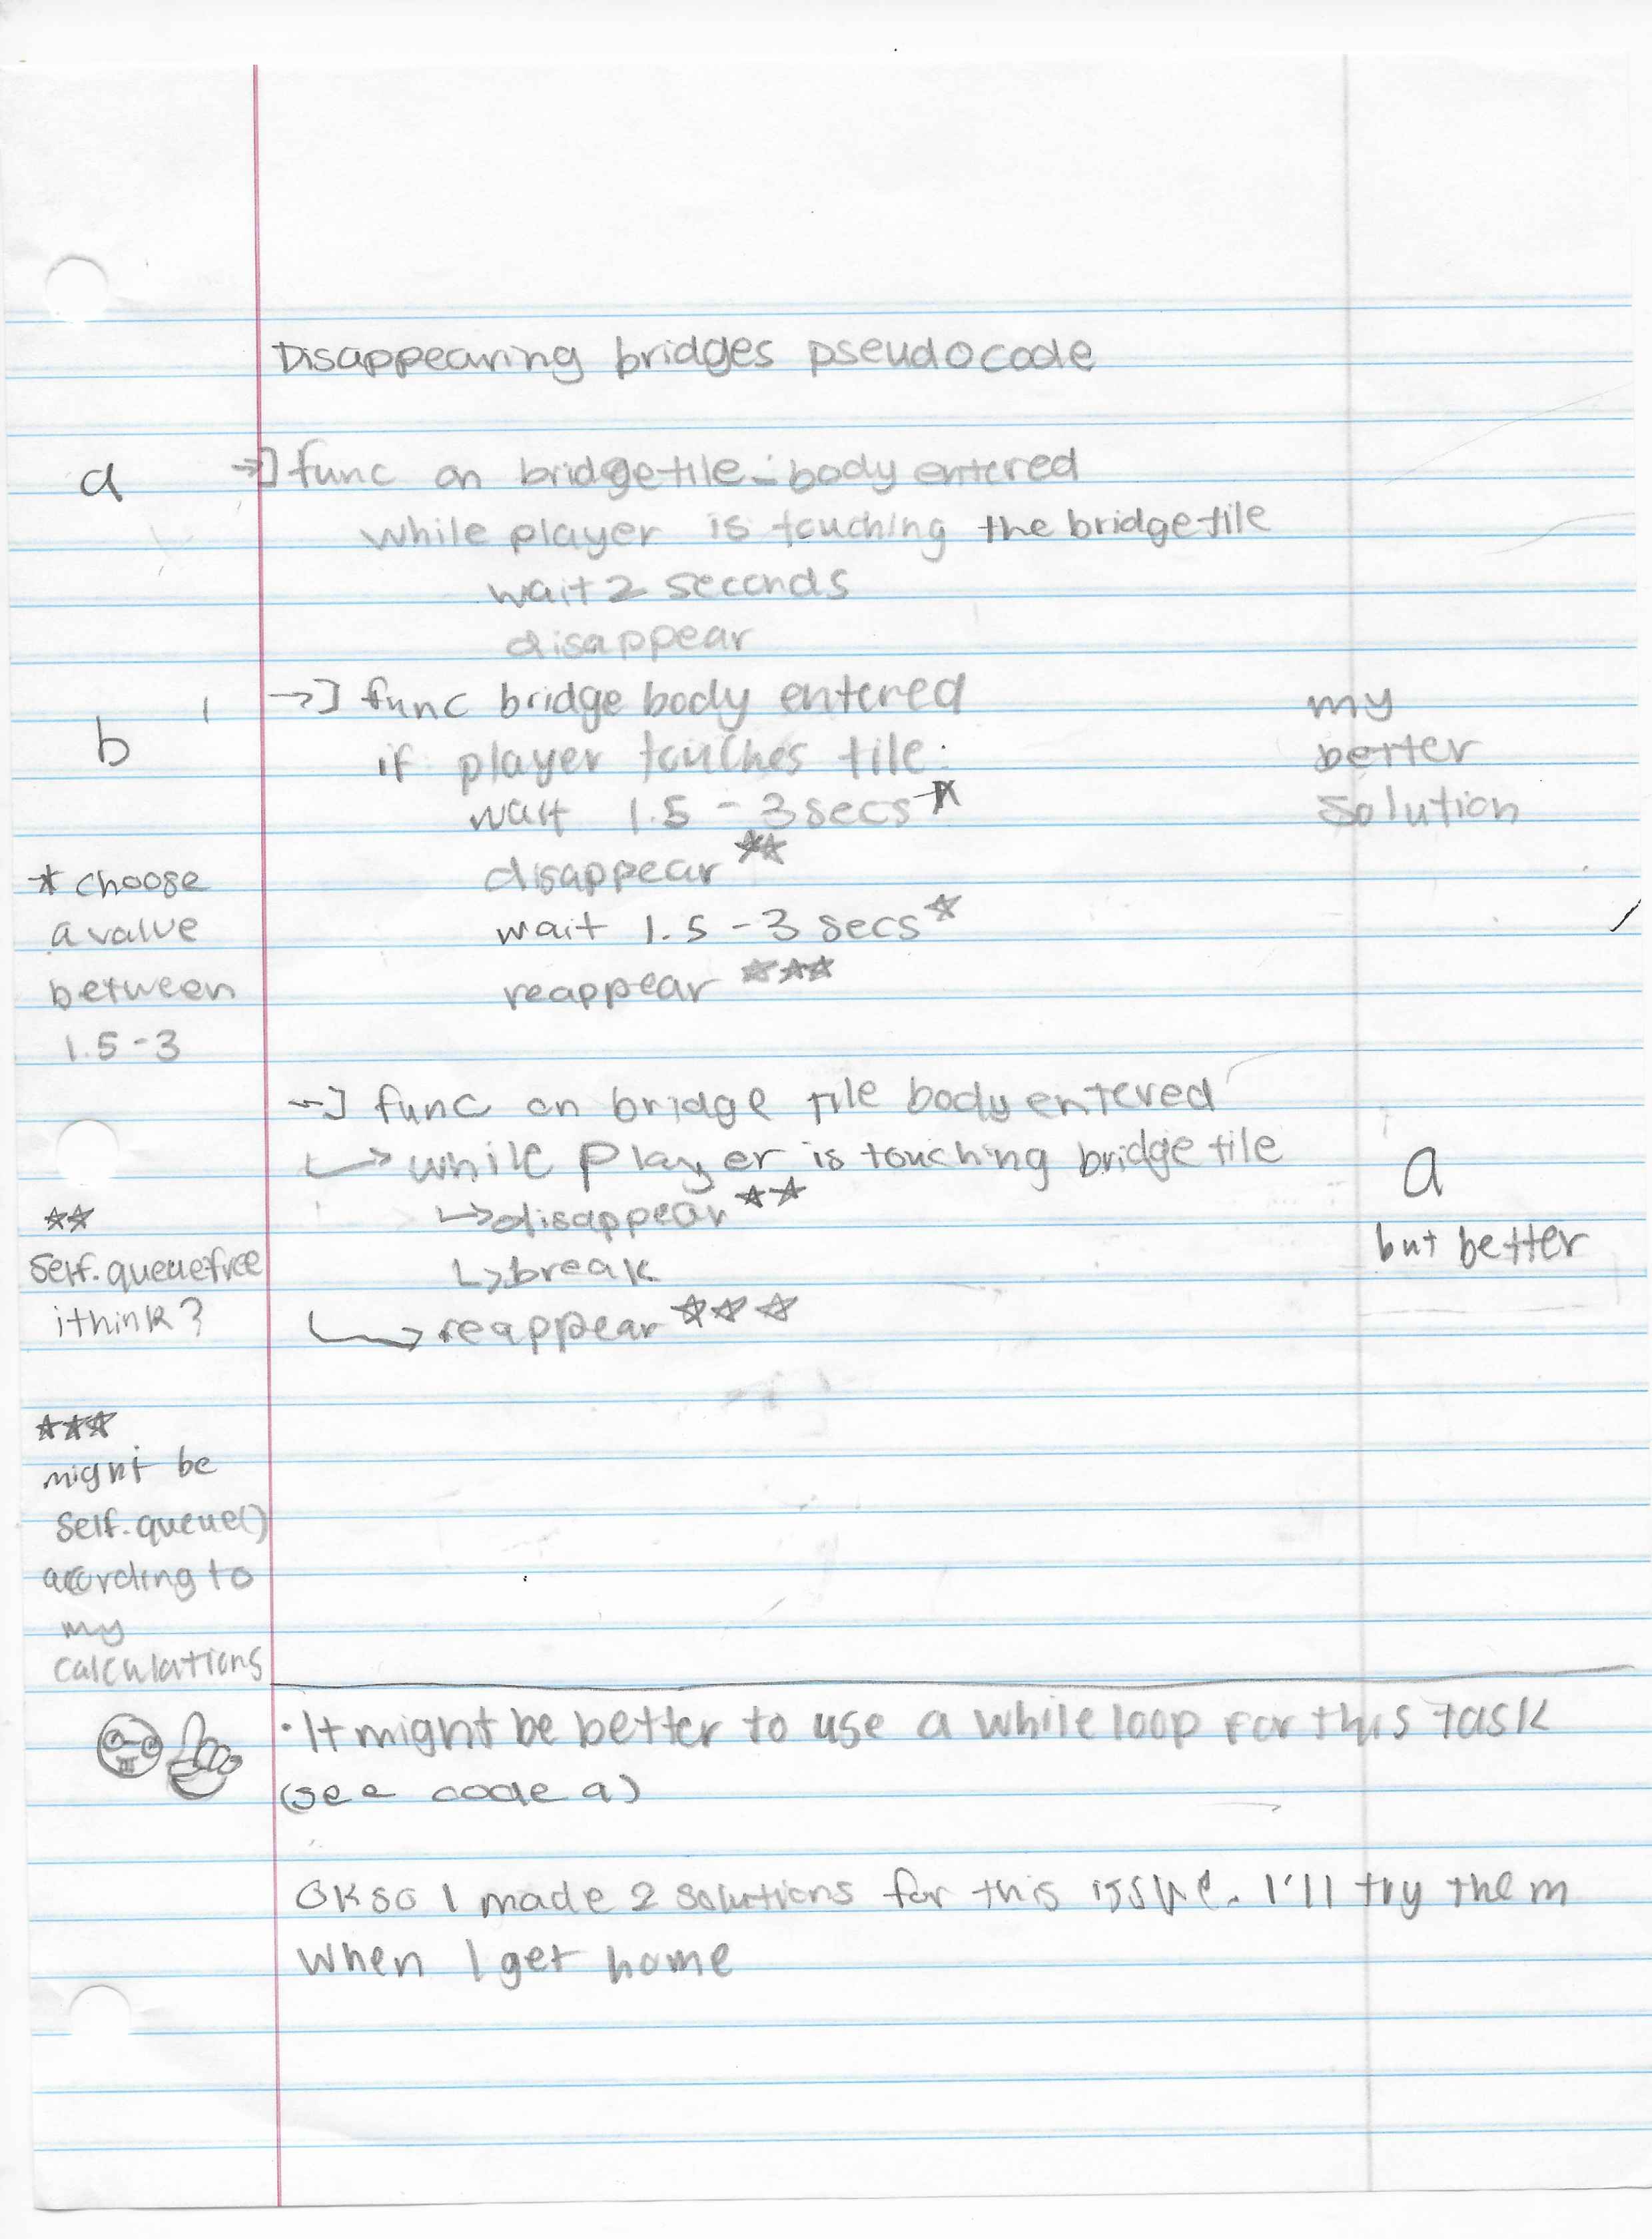 Disappearing bridges pseudocode
a
→] func on bridgetile_body entered
while player is touching the bridgetile
wait 2 seconds
disappear
b
→] func bridge body entered
if player touches tile:
wait 1.5 - 3 secs*
disappear **
wait 1.5 - 3 secs*
reappear ***
my
better
solution
* choose
a value
between
1.5-3
→] func on bridge tile body entered
↳ while player is touching bridge tile
↳ disappear **
↳ break
↳ reappear ***
a
but better
**
self.queuefree
i think?
***
might be
self.queue()
acording to
my
calculations
• It might be better to use a while loop for this task
(see code a)
OK so I made 2 solutions for this issue. I'll try them
when I get home